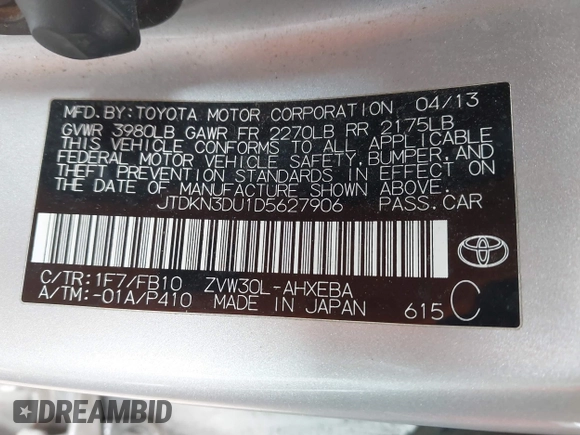 MFD.BY:TOYOTA MOTOR CORPORATION 04/13
GVWR 3980LB GAWR FR 2270LB RR 2175LB
THIS VEHICLE CONFORMS TO ALL APPLICABLE
FEDERAL MOTOR VEHICLE SAFETY, BUMPER, AND
THEFT PREVENTION STANDARDS IN EFFECT ON
THE DATE OF MANUFACTURE SHOWN ABOVE.
JTDKN3DU1D5627906 PASS.CAR
C/TR:1F7/FB10 ZVW30L-AHXEBA
A/TM:-01A/P410 MADE IN JAPAN 615 C
DREAMBID